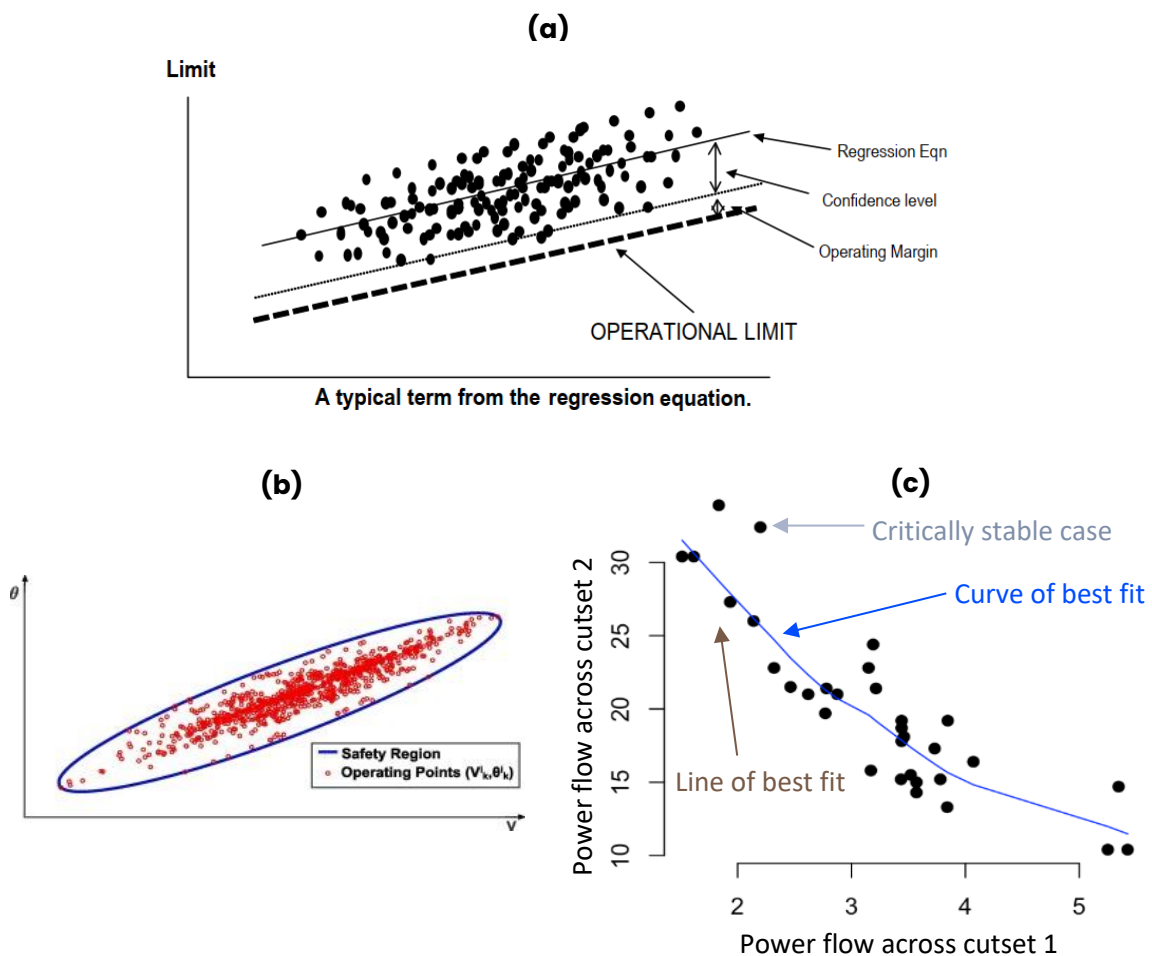 (a)
Limit
Regression Eqn
Confidence level
Operating Margin
OPERATIONAL LIMIT
A typical term from the regression equation.
(b)
θ
Safety Region
Operating Points (Vⁱₖ,θⁱₖ)
V
(c)
Power flow across cutset 2
30
25
20
15
10
Critically stable case
Curve of best fit
Line of best fit
2 3 4 5
Power flow across cutset 1